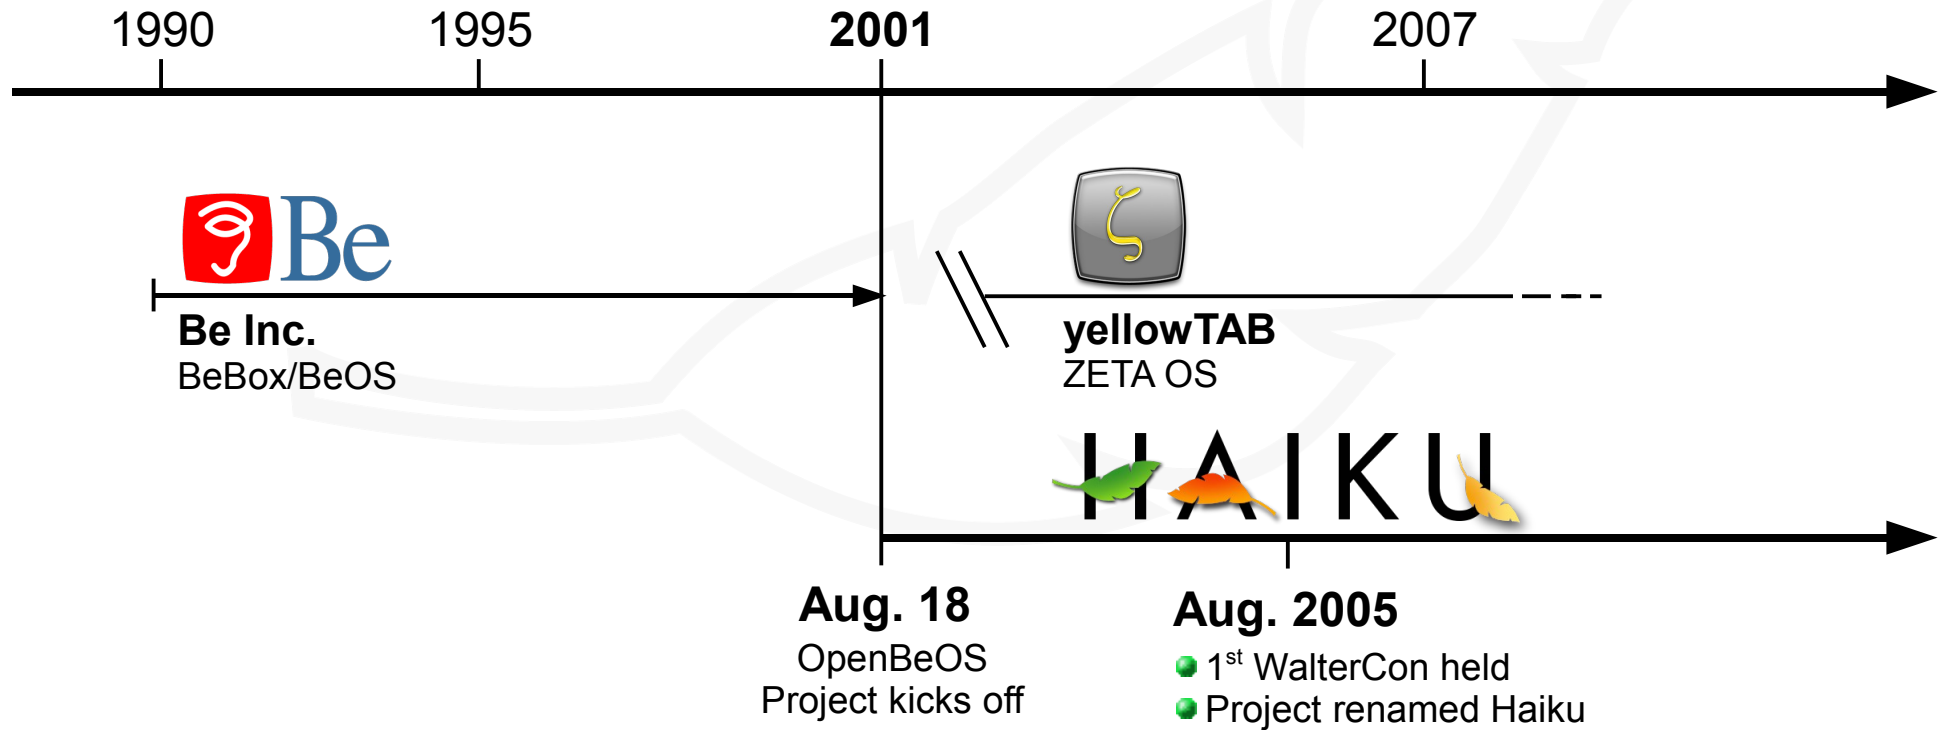 1990 1995 2001 2007
Be
Be Inc.
BeBox/BeOS
ζ
yellowTAB
ZETA OS
HAIKU
Aug. 18
OpenBeOS
Project kicks off
Aug. 2005
1st WalterCon held
Project renamed Haiku